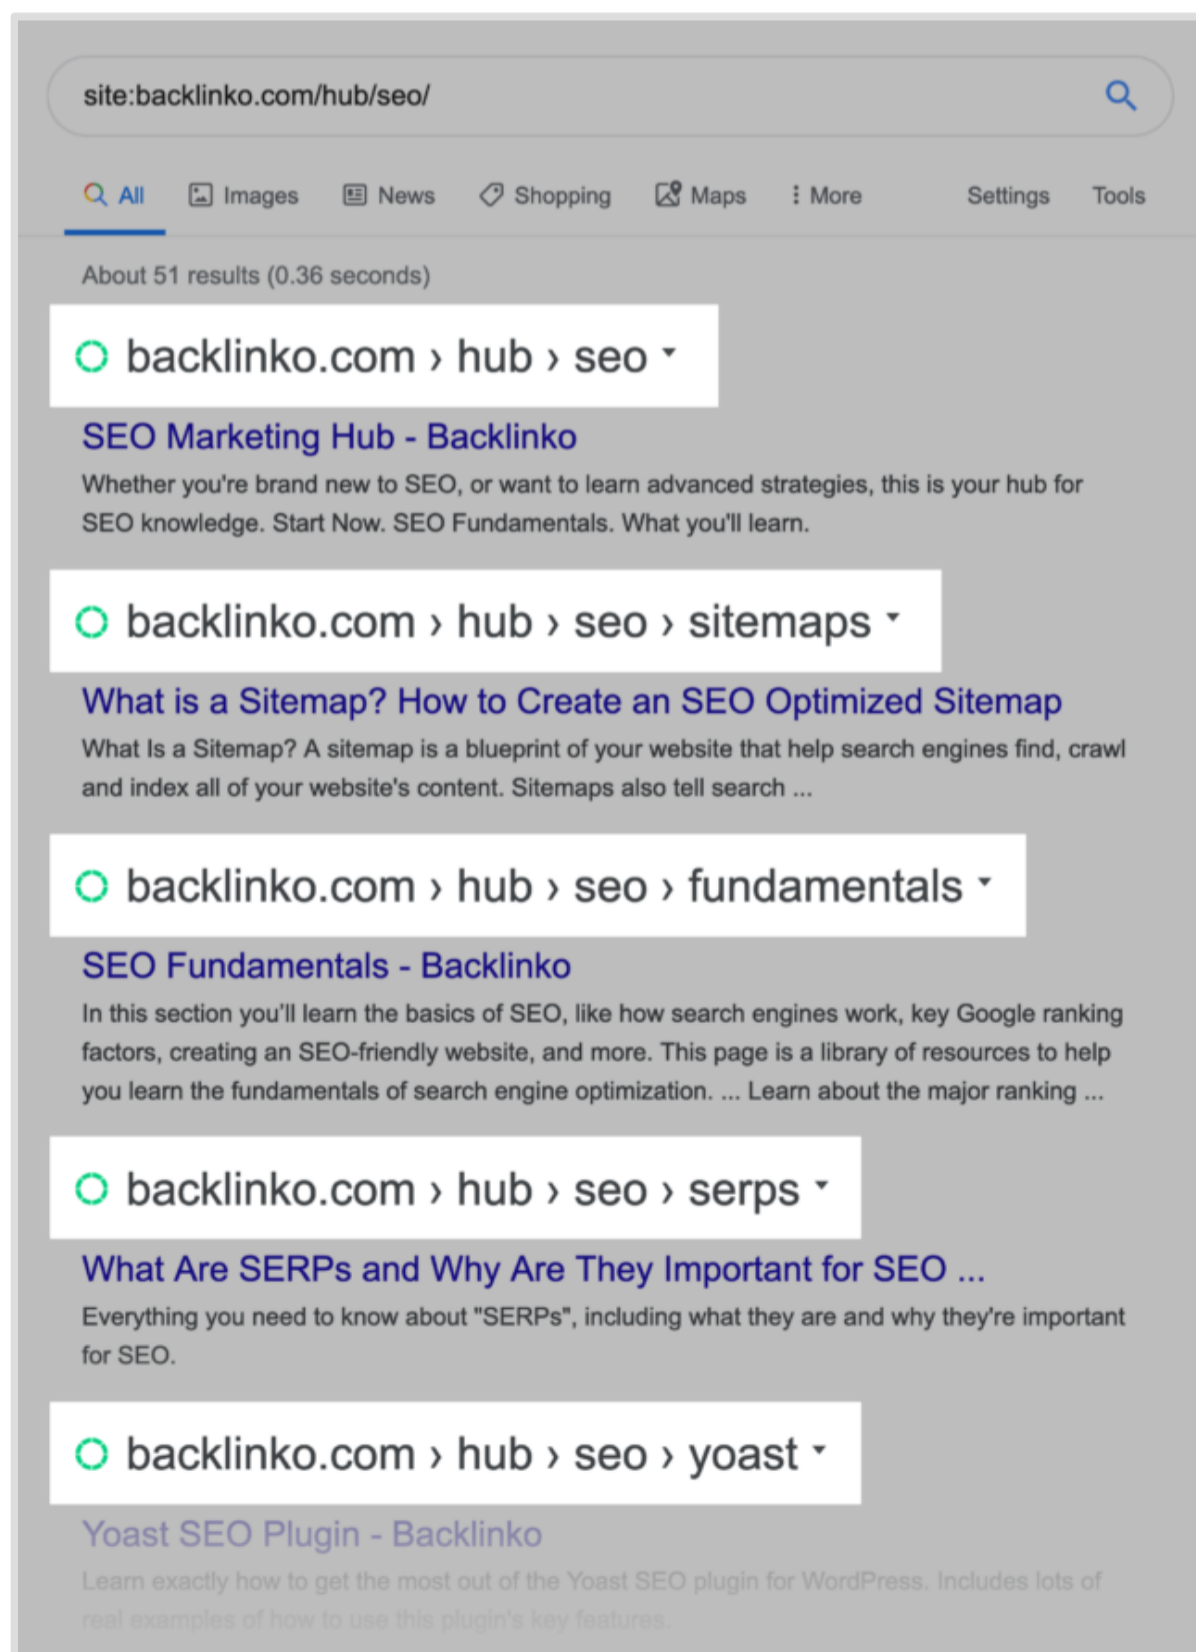 site:backlinko.com/hub/seo/
All Images News Shopping Maps More Settings Tools
About 51 results (0.36 seconds)
backlinko.com › hub › seo
SEO Marketing Hub - Backlinko
Whether you're brand new to SEO, or want to learn advanced strategies, this is your hub for
SEO knowledge. Start Now. SEO Fundamentals. What you'll learn.
backlinko.com › hub › seo › sitemaps
What is a Sitemap? How to Create an SEO Optimized Sitemap
What Is a Sitemap? A sitemap is a blueprint of your website that help search engines find, crawl
and index all of your website's content. Sitemaps also tell search ...
backlinko.com › hub › seo › fundamentals
SEO Fundamentals - Backlinko
In this section you'll learn the basics of SEO, like how search engines work, key Google ranking
factors, creating an SEO-friendly website, and more. This page is a library of resources to help
you learn the fundamentals of search engine optimization. ... Learn about the major ranking ...
backlinko.com › hub › seo › serps
What Are SERPs and Why Are They Important for SEO ...
Everything you need to know about "SERPs", including what they are and why they're important
for SEO.
backlinko.com › hub › seo › yoast
Yoast SEO Plugin - Backlinko
Learn exactly how to get the most out of the Yoast SEO plugin for WordPress. Includes lots of
real examples of how to use this plugin's key features.